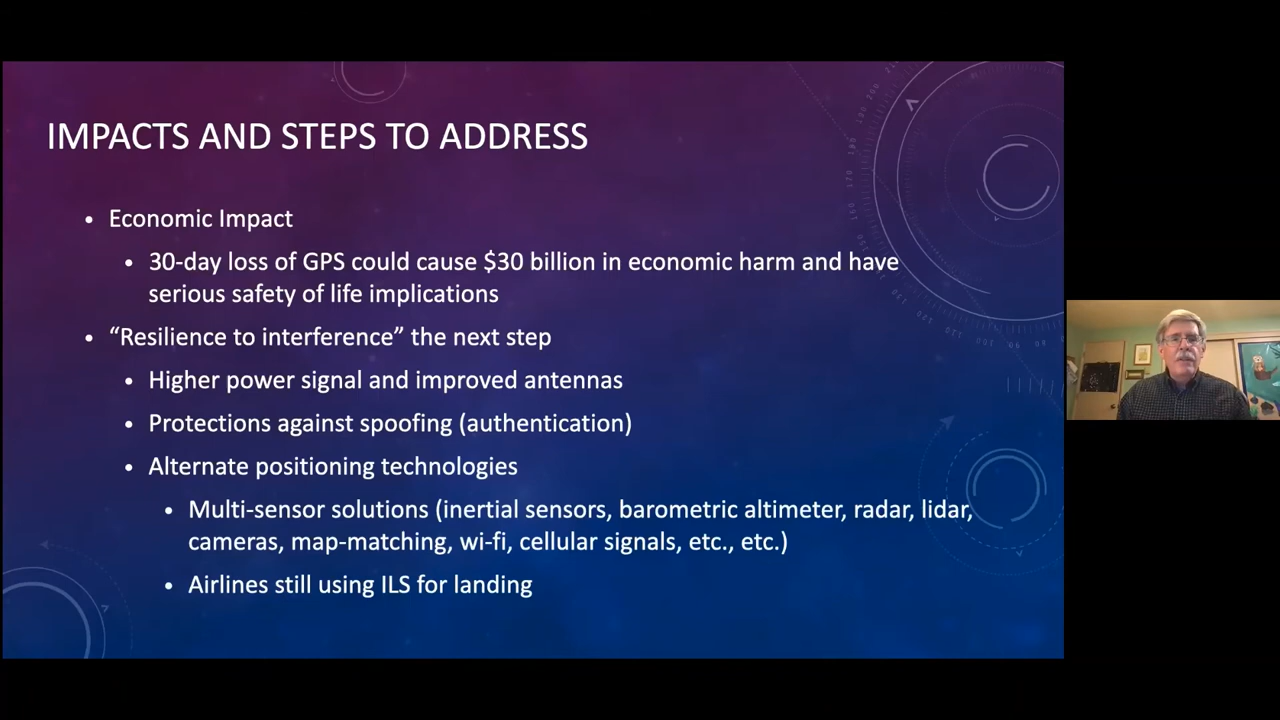 IMPACTS AND STEPS TO ADDRESS
• Economic Impact
• 30-day loss of GPS could cause $30 billion in economic harm and have
serious safety of life implications
• “Resilience to interference” the next step
• Higher power signal and improved antennas
• Protections against spoofing (authentication)
• Alternate positioning technologies
• Multi-sensor solutions (inertial sensors, barometric altimeter, radar, lidar,
cameras, map-matching, wi-fi, cellular signals, etc., etc.)
• Airlines still using ILS for landing